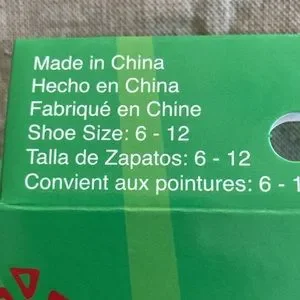 Made in China
Hecho en China
Fabriqué en Chine
Shoe Size: 6 - 12
Talla de Zapatos: 6 - 12
Convient aux pointures: 6 -